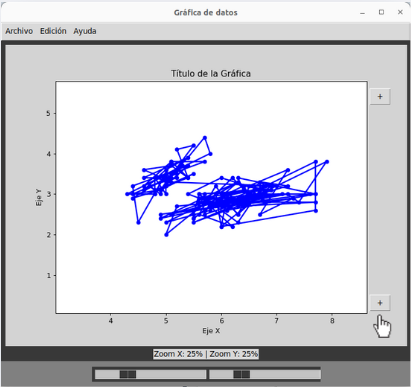 Gráfica de datos
Archivo Edición Ayuda
Título de la Gráfica
+
5
4
3
2
1
Eje Y
+
4 5 6 7 8
Eje X
Zoom X: 25% | Zoom Y: 25%